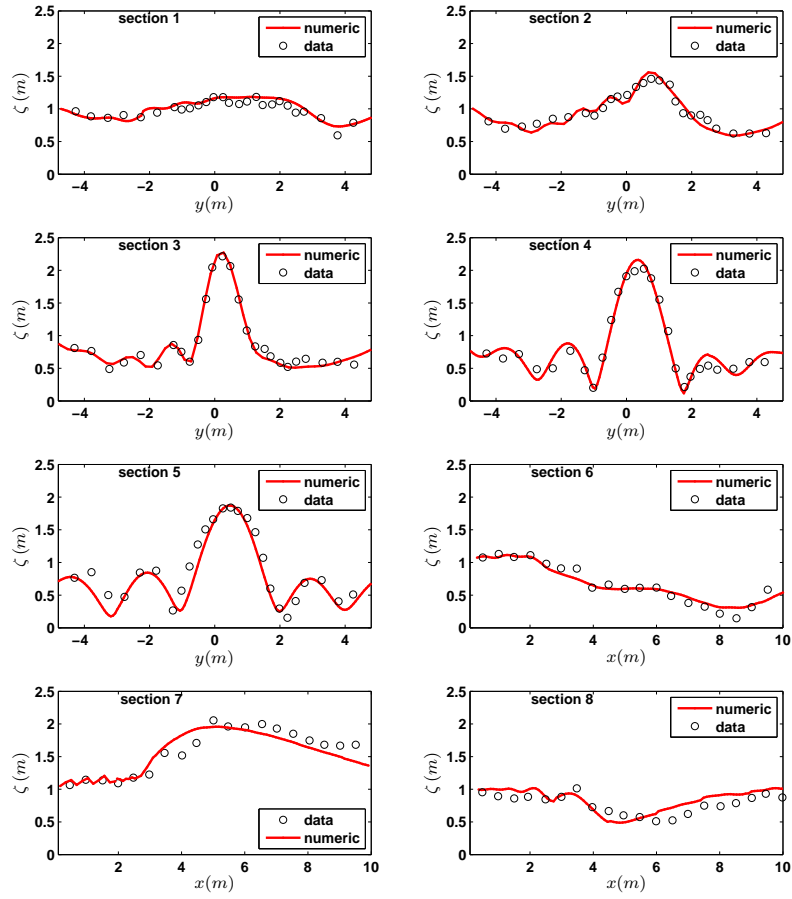 section 1
numeric
data
ζ (m)
2.5
2
1.5
1
0.5
0
−4 −2 0 2 4
y(m)
section 2
numeric
data
ζ (m)
2.5
2
1.5
1
0.5
0
−4 −2 0 2 4
y(m)
section 3
numeric
data
ζ (m)
2.5
2
1.5
1
0.5
0
−4 −2 0 2 4
y(m)
section 4
numeric
data
ζ (m)
2.5
2
1.5
1
0.5
0
−4 −2 0 2 4
y(m)
section 5
numeric
data
ζ (m)
2.5
2
1.5
1
0.5
0
−4 −2 0 2 4
y(m)
section 6
numeric
data
ζ (m)
2.5
2
1.5
1
0.5
0
2 4 6 8 10
x(m)
section 7
data
numeric
ζ (m)
2.5
2
1.5
1
0.5
0
2 4 6 8 10
x(m)
section 8
numeric
data
ζ (m)
2.5
2
1.5
1
0.5
0
2 4 6 8 10
x(m)